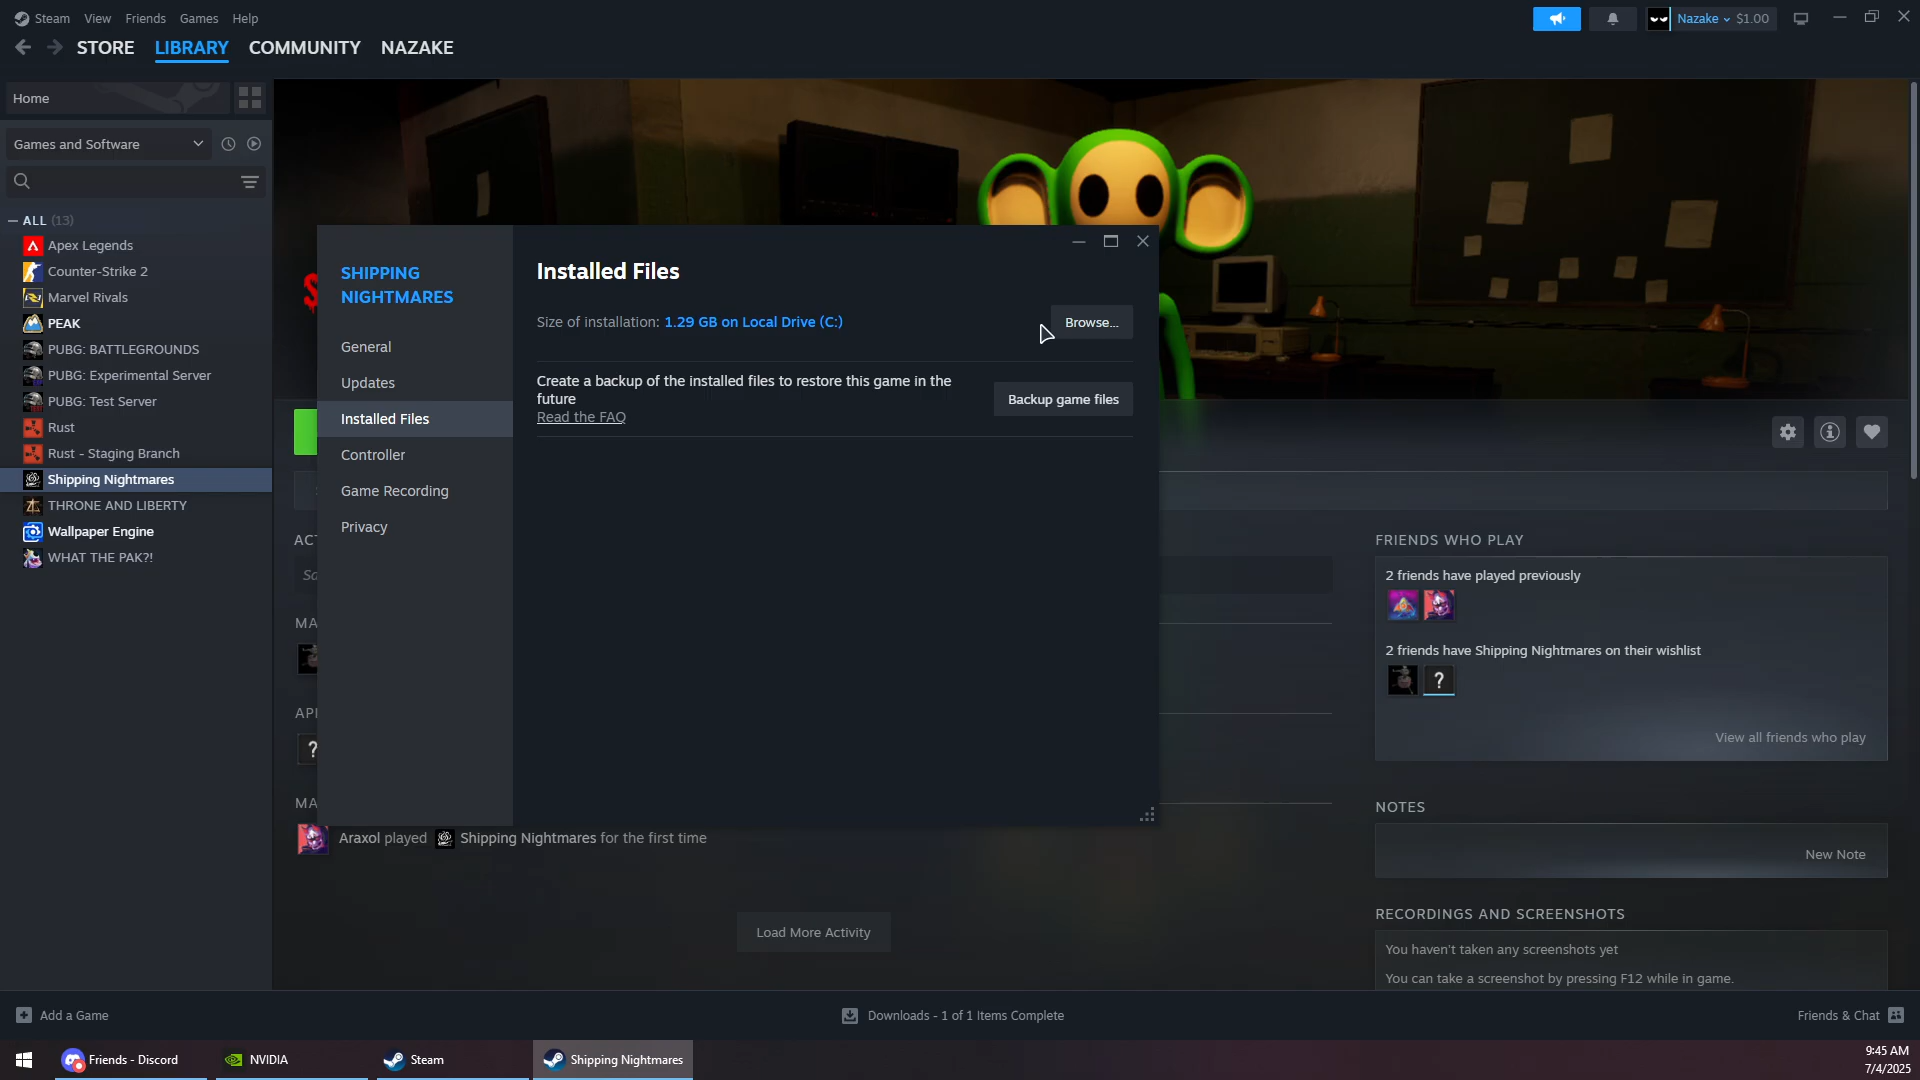 Steam View Friends Games Help
Nazake $1.00
STORE LIBRARY COMMUNITY NAZAKE
Home
Games and Software
ALL (13)
Apex Legends
Counter-Strike 2
Marvel Rivals
PEAK
PUBG: BATTLEGROUNDS
PUBG: Experimental Server
PUBG: Test Server
Rust
Rust - Staging Branch
Shipping Nightmares
THRONE AND LIBERTY
Wallpaper Engine
WHAT THE PAK?!
SHIPPING
NIGHTMARES
General
Updates
Installed Files
Controller
Game Recording
Privacy
Installed Files
Size of installation: 1.29 GB on Local Drive (C:)
Browse...
Create a backup of the installed files to restore this game in the
future
Read the FAQ
Backup game files
Araxol played Shipping Nightmares for the first time
Load More Activity
FRIENDS WHO PLAY
2 friends have played previously
2 friends have Shipping Nightmares on their wishlist
View all friends who play
NOTES
New Note
RECORDINGS AND SCREENSHOTS
You haven't taken any screenshots yet
You can take a screenshot by pressing F12 while in game.
Add a Game
Downloads - 1 of 1 Items Complete
Friends & Chat
Friends - Discord
NVIDIA
Steam
Shipping Nightmares
9:45 AM
7/4/2025